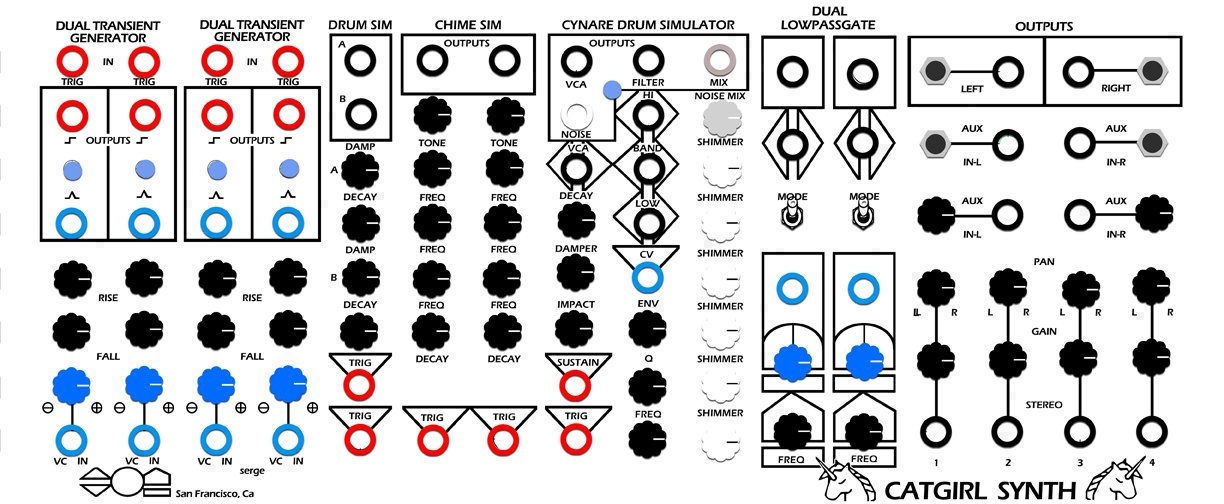 DUAL TRANSIENT
GENERATOR
IN
TRIG TRIG
OUTPUTS
RISE
FALL
VC IN VC IN
DUAL TRANSIENT
GENERATOR
IN
TRIG TRIG
OUTPUTS
RISE
FALL
VC IN VC IN
serge
San Francisco, Ca
DRUM SIM
A
B
DAMP
A
DECAY
DAMP
B
DECAY
TRIG
TRIG
CHIME SIM
OUTPUTS
TONE TONE
FREQ FREQ
FREQ FREQ
FREQ FREQ
DECAY DECAY
TRIG TRIG
CYNARE DRUM SIMULATOR
OUTPUTS
VCA FILTER MIX
HI NOISE MIX
NOISE SHIMMER
VCA BAND
DECAY SHIMMER
LOW
DAMPER SHIMMER
CV
IMPACT ENV SHIMMER
SUSTAIN Q SHIMMER
TRIG FREQ SHIMMER
DUAL
LOWPASSGATE
MODE MODE
FREQ FREQ
OUTPUTS
LEFT RIGHT
AUX AUX
IN-L IN-R
AUX AUX
IN-L IN-R
PAN
L R L R L R L R
GAIN
STEREO
1 2 3 4
CATGIRL SYNTH